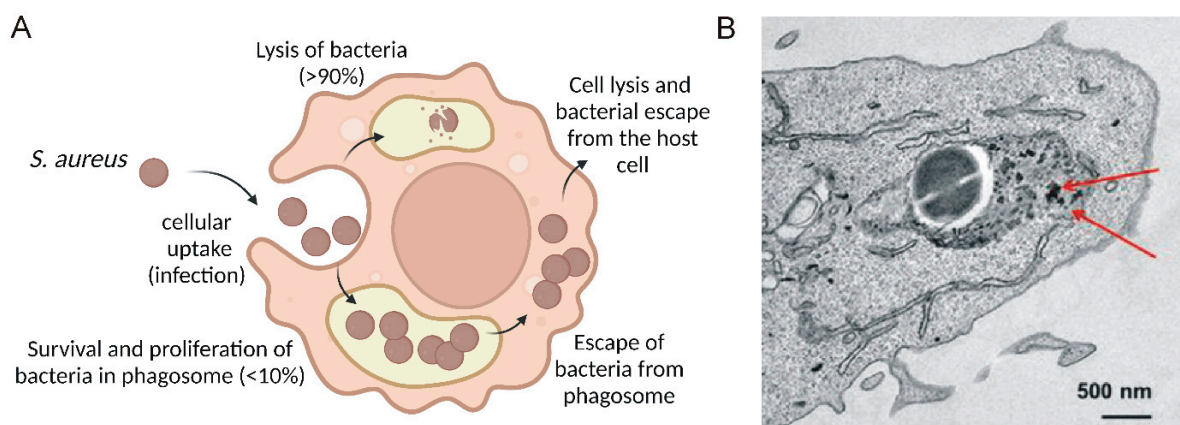 A
Lysis of bacteria
(>90%)
Cell lysis and
bacterial escape
from the host
cell
S. aureus
cellular
uptake
(infection)
Survival and proliferation of
bacteria in phagosome (<10%)
Escape of
bacteria from
phagosome
B
500 nm